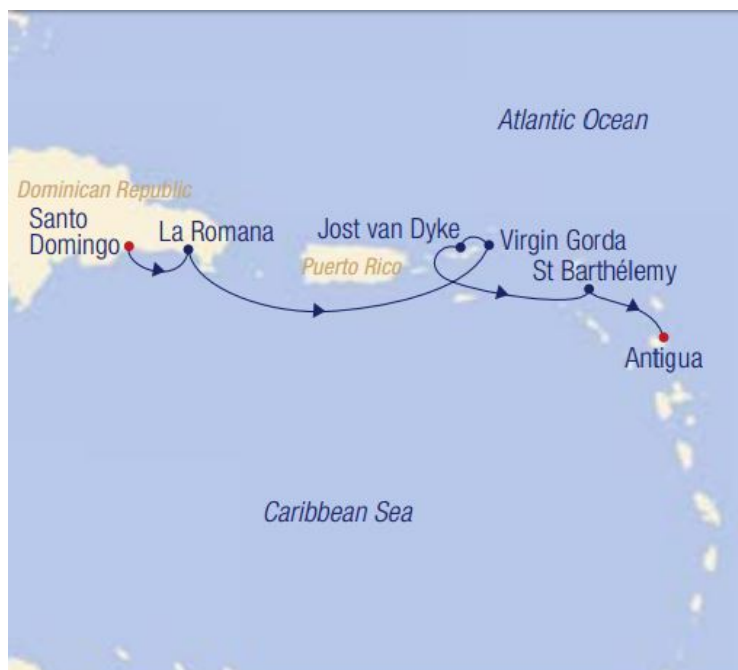 Atlantic Ocean
Dominican Republic
Santo
Domingo
La Romana
Jost van Dyke
Virgin Gorda
Puerto Rico
St Barthélemy
Antigua
Caribbean Sea